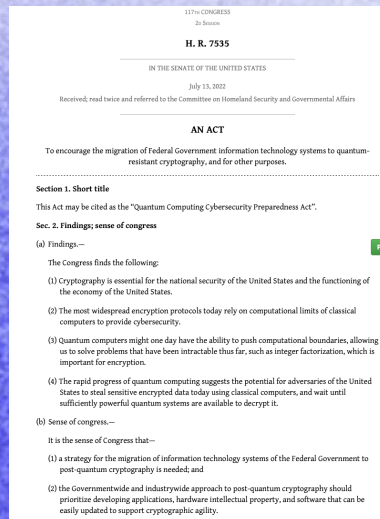 117TH CONGRESS
2D SESSION
H. R. 7535
IN THE SENATE OF THE UNITED STATES
July 13, 2022
Received; read twice and referred to the Committee on Homeland Security and Governmental Affairs
AN ACT
To encourage the migration of Federal Government information technology systems to quantum-
resistant cryptography, and for other purposes.
Section 1. Short title
This Act may be cited as the “Quantum Computing Cybersecurity Preparedness Act”.
Sec. 2. Findings; sense of congress
(a) Findings.—
The Congress finds the following:
(1) Cryptography is essential for the national security of the United States and the functioning of
the economy of the United States.
(2) The most widespread encryption protocols today rely on computational limits of classical
computers to provide cybersecurity.
(3) Quantum computers might one day have the ability to push computational boundaries, allowing
us to solve problems that have been intractable thus far, such as integer factorization, which is
important for encryption.
(4) The rapid progress of quantum computing suggests the potential for adversaries of the United
States to steal sensitive encrypted data today using classical computers, and wait until
sufficiently powerful quantum systems are available to decrypt it.
(b) Sense of congress.—
It is the sense of Congress that—
(1) a strategy for the migration of information technology systems of the Federal Government to
post-quantum cryptography is needed; and
(2) the Governmentwide and industrywide approach to post-quantum cryptography should
prioritize developing applications, hardware intellectual property, and software that can be
easily updated to support cryptographic agility.